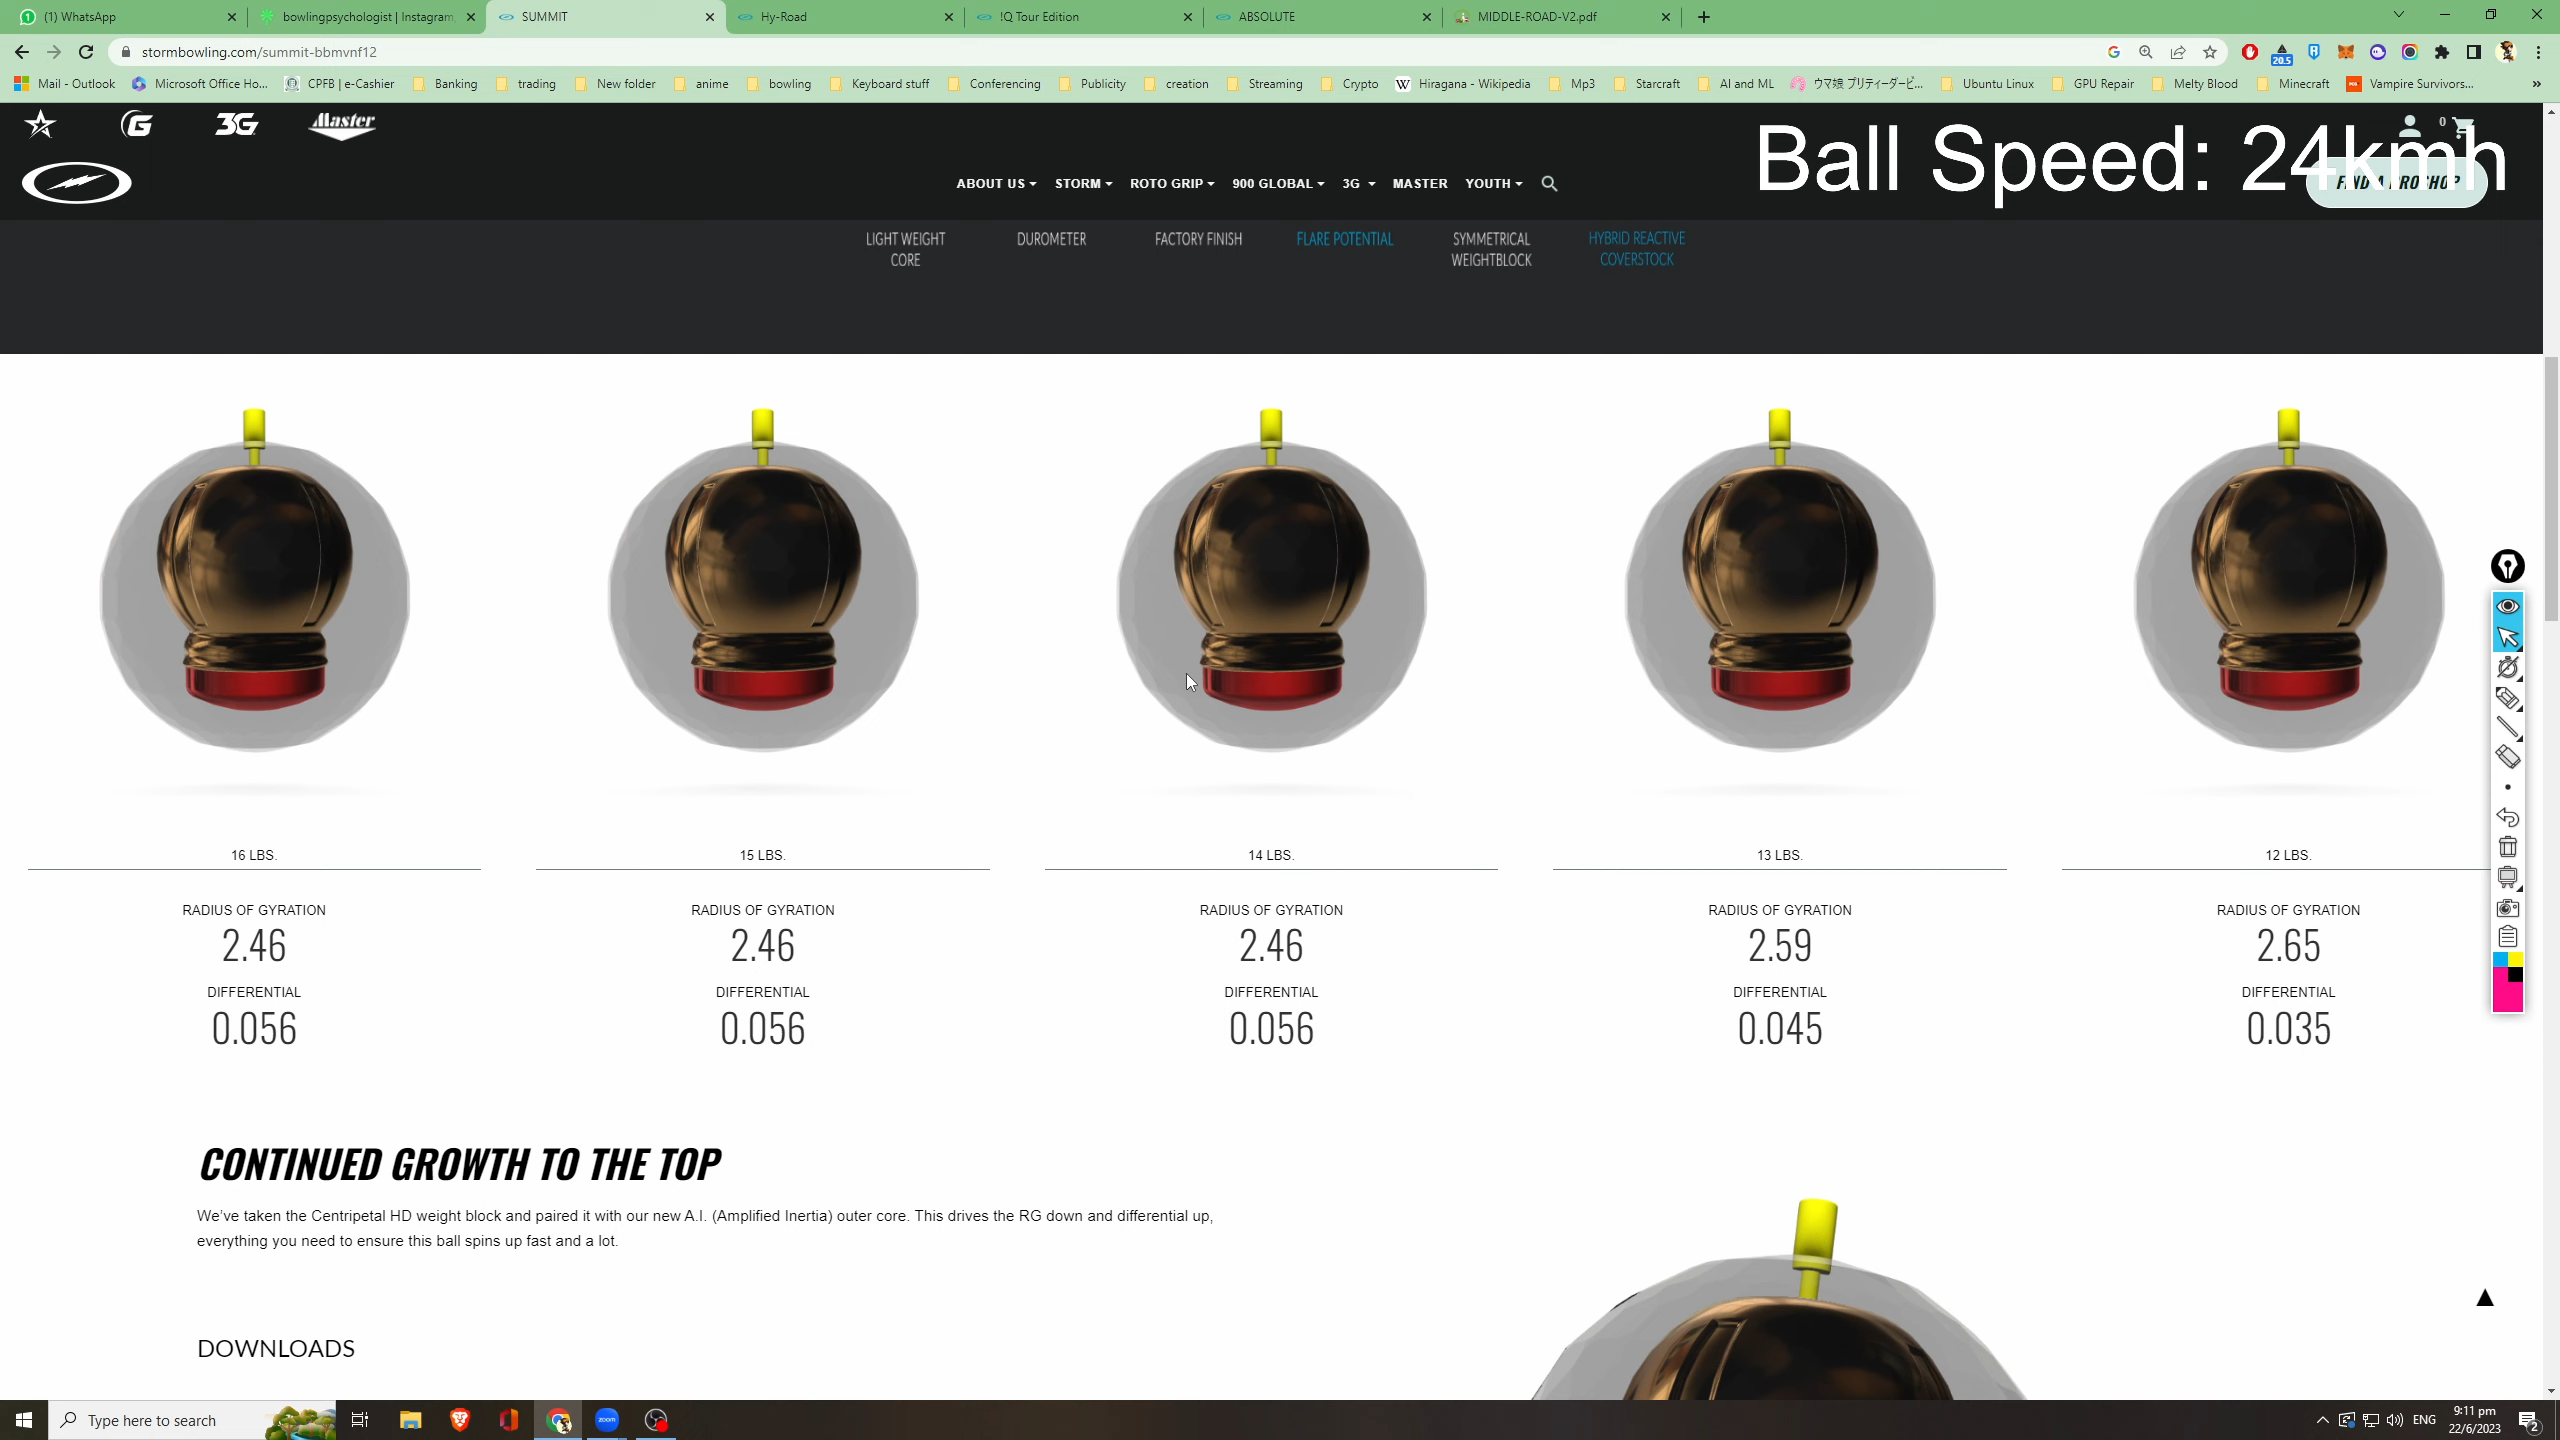 (1) WhatsApp
bowlingpsychologist | Instagram,
SUMMIT
Hy-Road
!Q Tour Edition
ABSOLUTE
MIDDLE-ROAD-V2.pdf
stormbowling.com/summit-bbmvnf12
20.5
Mail - Outlook
Microsoft Office Ho...
CPFB | e-Cashier
Banking
trading
New folder
anime
bowling
Keyboard stuff
Conferencing
Publicity
creation
Streaming
Crypto
W Hiragana - Wikipedia
Mp3
Starcraft
AI and ML
ウマ娘 プリティーダービ...
Ubuntu Linux
GPU Repair
Melty Blood
Minecraft
Vampire Survivors...
»
G
3G
Master
Ball Speed: 24kmh
0
ABOUT US
STORM
ROTO GRIP
900 GLOBAL
3G
MASTER
YOUTH
FIND A PROSHOP
LIGHT WEIGHT
CORE
DUROMETER
FACTORY FINISH
FLARE POTENTIAL
SYMMETRICAL
WEIGHTBLOCK
HYBRID REACTIVE
COVERSTOCK
16 LBS.
15 LBS.
14 LBS.
13 LBS.
12 LBS.
RADIUS OF GYRATION
RADIUS OF GYRATION
RADIUS OF GYRATION
RADIUS OF GYRATION
RADIUS OF GYRATION
2.46
2.46
2.46
2.59
2.65
DIFFERENTIAL
DIFFERENTIAL
DIFFERENTIAL
DIFFERENTIAL
DIFFERENTIAL
0.056
0.056
0.056
0.045
0.035
CONTINUED GROWTH TO THE TOP
We've taken the Centripetal HD weight block and paired it with our new A.I. (Amplified Inertia) outer core. This drives the RG down and differential up,
everything you need to ensure this ball spins up fast and a lot.
DOWNLOADS
Type here to search
zoom
ENG
9:11 pm
22/6/2023
2